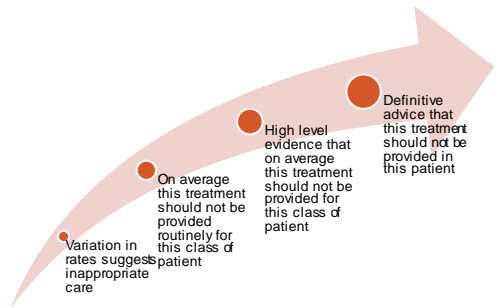 Variation in
rates suggests
inappropriate
care
On average
this treatment
should not be
provided
routinely for
this class of
patient
High level
evidence that
on average
this treatment
should not be
provided for
this class of
patient
Definitive
advice that
this treatment
should not be
provided in
this patient